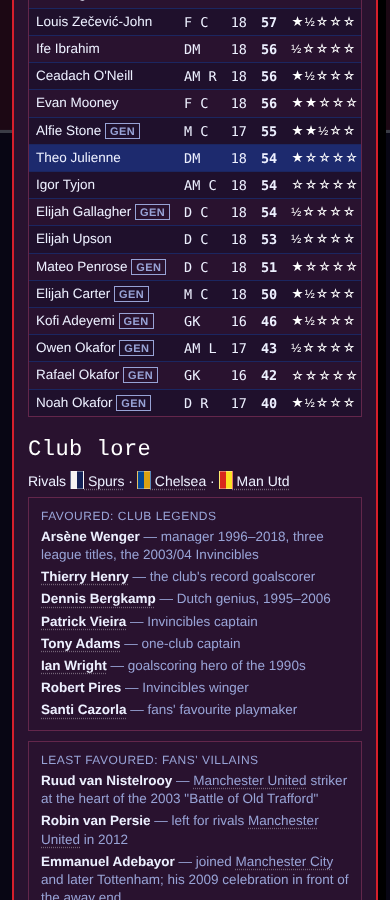 Louis Zečević-John F C 18 57 ★½☆☆☆
Ife Ibrahim DM 18 56 ½☆☆☆☆
Ceadach O'Neill AM R 18 56 ★½☆☆☆
Evan Mooney F C 18 56 ★★☆☆☆
Alfie Stone GEN M C 17 55 ★★½☆☆
Theo Julienne DM 18 54 ★☆☆☆☆
Igor Tyjon AM C 18 54 ☆☆☆☆☆
Elijah Gallagher GEN D C 18 54 ½☆☆☆☆
Elijah Upson D C 18 53 ½☆☆☆☆
Mateo Penrose GEN D C 18 51 ★☆☆☆☆
Elijah Carter GEN M C 18 50 ★½☆☆☆
Kofi Adeyemi GEN GK 16 46 ★½☆☆☆
Owen Okafor GEN AM L 17 43 ½☆☆☆☆
Rafael Okafor GEN GK 16 42 ☆☆☆☆☆
Noah Okafor GEN D R 17 40 ★½☆☆☆
Club lore
Rivals Spurs · Chelsea · Man Utd
FAVOURED: CLUB LEGENDS
Arsène Wenger — manager 1996–2018, three
league titles, the 2003/04 Invincibles
Thierry Henry — the club's record goalscorer
Dennis Bergkamp — Dutch genius, 1995–2006
Patrick Vieira — Invincibles captain
Tony Adams — one-club captain
Ian Wright — goalscoring hero of the 1990s
Robert Pires — Invincibles winger
Santi Cazorla — fans' favourite playmaker
LEAST FAVOURED: FANS' VILLAINS
Ruud van Nistelrooy — Manchester United striker
at the heart of the 2003 "Battle of Old Trafford"
Robin van Persie — left for rivals Manchester
United in 2012
Emmanuel Adebayor — joined Manchester City
and later Tottenham; his 2009 celebration in front of
the away end